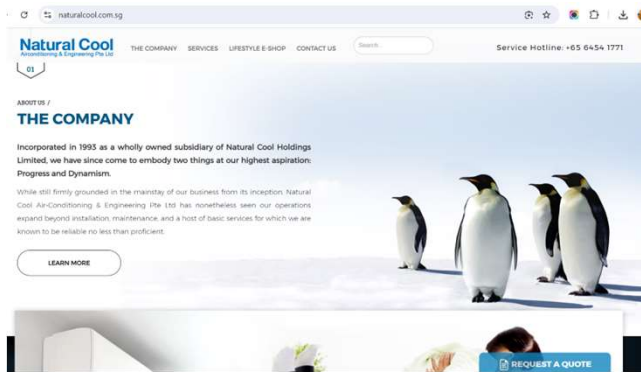 naturalcool.com.sg
Natural Cool
Airconditioning & Engineering Pte Ltd
THE COMPANY SERVICES LIFESTYLE E-SHOP CONTACT US
Search
Service Hotline: +65 6454 1771
01
ABOUT US /
THE COMPANY
Incorporated in 1993 as a wholly owned subsidiary of Natural Cool Holdings
Limited, we have since come to embody two things at our highest aspiration:
Progress and Dynamism.
While still firmly grounded in the mainstay of our business from its inception, Natural
Cool Air-Conditioning & Engineering Pte Ltd has nonetheless seen our operations
expand beyond installation, maintenance, and a host of basic services for which we are
known to be reliable no less than proficient.
LEARN MORE
REQUEST A QUOTE